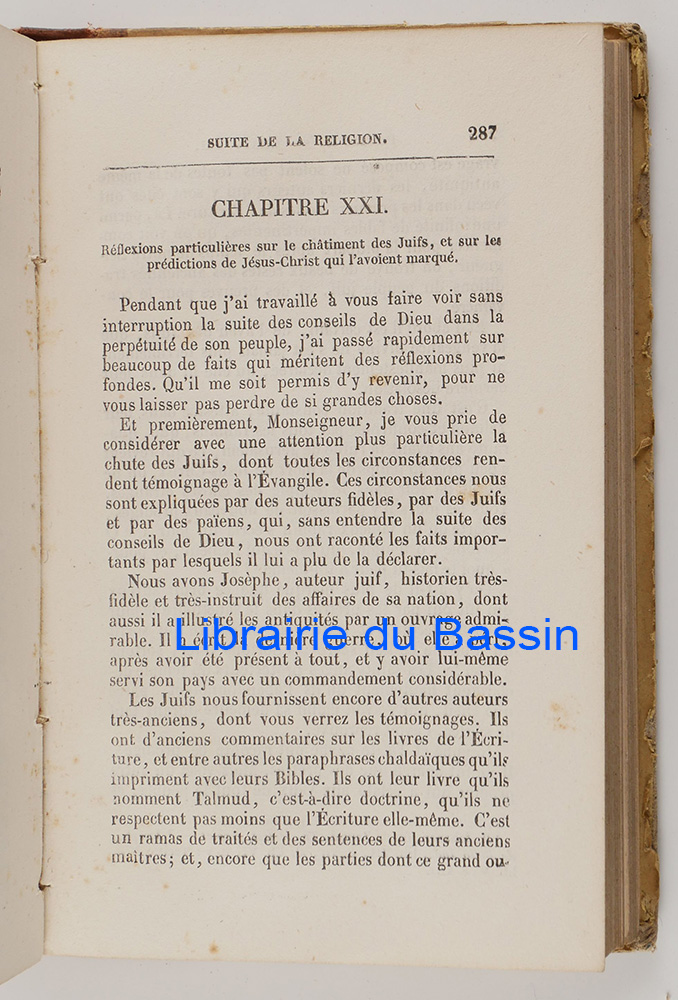 SUITE DE LA RELIGION. 287
CHAPITRE XXI.
Réflexions particulières sur le châtiment des Juifs, et sur les
prédictions de Jésus-Christ qui l'avoient marqué.
Pendant que j'ai travaillé à vous faire voir sans
interruption la suite des conseils de Dieu dans la
perpétuité de son peuple, j'ai passé rapidement sur
beaucoup de faits qui méritent des réflexions pro-
fondes. Qu'il me soit permis d'y revenir, pour ne
vous laisser pas perdre de si grandes choses.
Et premièrement, Monseigneur, je vous prie de
considérer avec une attention plus particulière la
chute des Juifs, dont toutes les circonstances ren-
dent témoignage à l'Évangile. Ces circonstances nous
sont expliquées par des auteurs fidèles, par des Juifs
et par des païens, qui, sans entendre la suite des
conseils de Dieu, nous ont raconté les faits impor-
tants par lesquels il lui a plu de la déclarer.
Nous avons Josèphe, auteur juif, historien très-
fidèle et très-instruit des affaires de sa nation, dont
aussi il a illustré les antiquités par un ouvrage admi-
rable. Il a écrit la dernière guerre, où elle a péri,
après avoir été présent à tout, et y avoir lui-même
servi son pays avec un commandement considérable.
Les Juifs nous fournissent encore d'autres auteurs
très-anciens, dont vous verrez les témoignages. Ils
ont d'anciens commentaires sur les livres de l'Écri-
ture, et entre autres les paraphrases chaldaïques qu'ils
impriment avec leurs Bibles. Ils ont leur livre qu'ils
nomment Talmud, c'est-à-dire doctrine, qu'ils ne
respectent pas moins que l'Écriture elle-même. C'est
un ramas de traités et des sentences de leurs anciens
maîtres; et, encore que les parties dont ce grand ou-
Librairie du Bassin